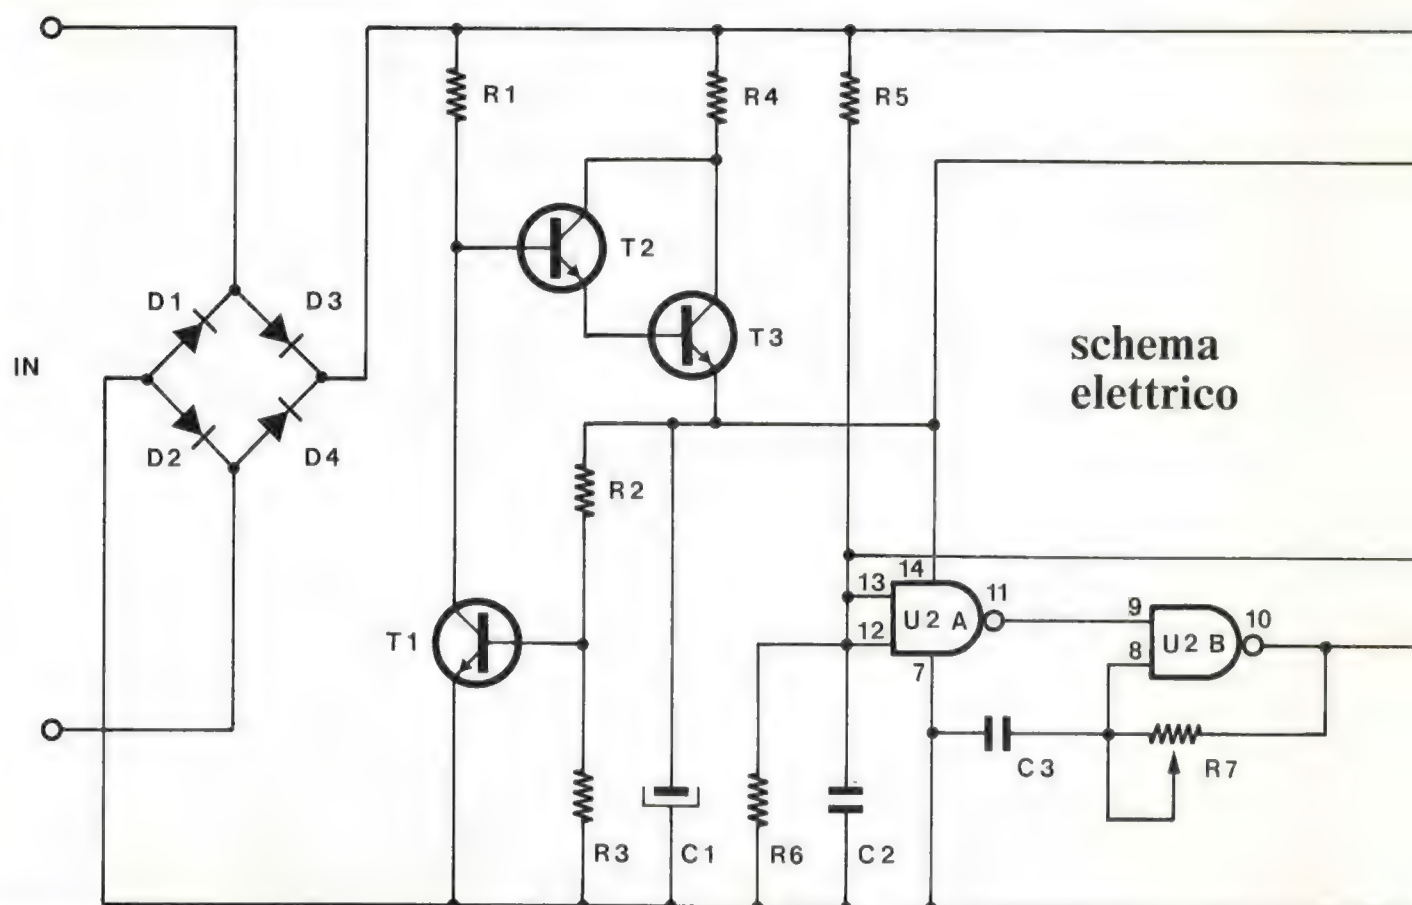 R1
R4
R5
T2
D1
D3
T3
IN
schema
elettrico
D2
D4
R2
14
13
11
U2 A
9
10
12
T1
U2 B
8
7
C3
R7
R3
C1
R6
C2